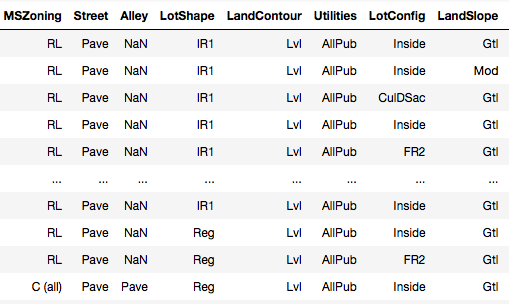 MSZoning Street Alley LotShape LandContour Utilities LotConfig LandSlope
RL Pave NaN IR1 Lvl AllPub Inside Gtl
RL Pave NaN IR1 Lvl AllPub Inside Mod
RL Pave NaN IR1 Lvl AllPub CulDSac Gtl
RL Pave NaN IR1 Lvl AllPub Inside Gtl
RL Pave NaN IR1 Lvl AllPub FR2 Gtl
... ... ... ... ... ... ... ...
RL Pave NaN IR1 Lvl AllPub Inside Gtl
RL Pave NaN Reg Lvl AllPub Inside Gtl
RL Pave NaN Reg Lvl AllPub FR2 Gtl
C (all) Pave Pave Reg Lvl AllPub Inside Gtl